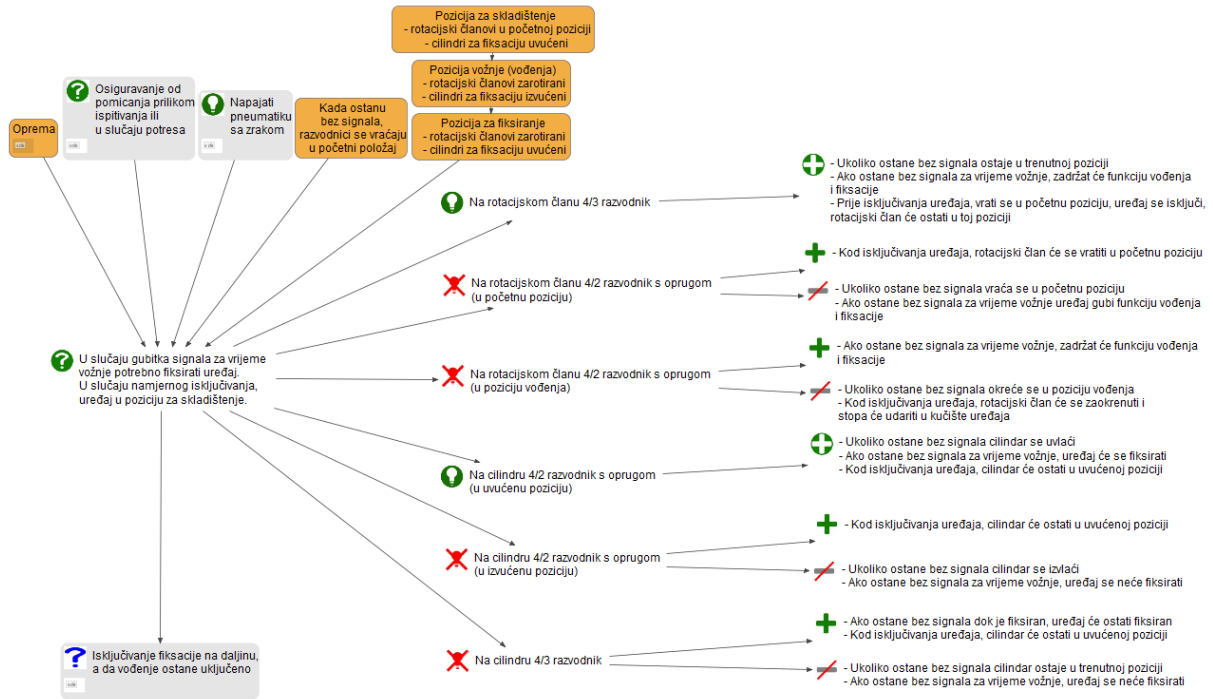 Pozicija za skladištenje
- rotacijski članovi u početnoj poziciji
- cilindri za fiksaciju uvućeni
Pozicija vožnje (vođenja)
- rotacijski članovi zarotirani
- cilindri za fiksaciju izvućeni
Pozicija za fiksiranje
- rotacijski članovi zarotirani
- cilindri za fiksaciju uvućeni
Oprema
Osiguravanje od
pomicanja prilikom
ispitivanja ili
u slučaju potresa
Napajati
pneumatiku
sa zrakom
Kada ostanu
bez signala,
razvodnici se vraćaju
u početni položaj
U slučaju gubitka signala za vrijeme
vožnje potrebno fiksirati uređaj.
U slučaju namjernog isključivanja,
uređaj u poziciju za skladištenje.
Na rotacijskom članu 4/3 razvodnik
- Ukoliko ostane bez signala ostaje u trenutnoj poziciji
- Ako ostane bez signala za vrijeme vožnje, zadržat će funkciju vođenja
i fiksacije
- Prije isključivanja uređaja, vrati se u početnu poziciju, uređaj se isključi,
rotacijski član će ostati u toj poziciji
Na rotacijskom članu 4/2 razvodnik s oprugom
(u početnu poziciju)
- Kod isključivanja uređaja, rotacijski član će se vratiti u početnu poziciju
- Ukoliko ostane bez signala vraća se u početnu poziciju
- Ako ostane bez signala za vrijeme vožnje uređaj gubi funkciju vođenja
i fiksacije
Na rotacijskom članu 4/2 razvodnik s oprugom
(u poziciju vođenja)
- Ako ostane bez signala za vrijeme vožnje, zadržat će funkciju vođenja
i fiksacije
- Ukoliko ostane bez signala okreće se u poziciju vođenja
- Kod isključivanja uređaja, rotacijski član će se zaokrenuti i
stopa će udariti u kučište uređaja
Na cilindru 4/2 razvodnik s oprugom
(u uvućenu poziciju)
- Ukoliko ostane bez signala cilindar se uvlaći
- Ako ostane bez signala za vrijeme vožnje, uređaj će se fiksirati
- Kod isključivanja uređaja, cilindar će ostati u uvućenoj poziciji
Na cilindru 4/2 razvodnik s oprugom
(u izvućenu poziciju)
- Kod isključivanja uređaja, cilindar će ostati u uvućenoj poziciji
- Ukoliko ostane bez signala cilindar se izvlaći
- Ako ostane bez signala za vrijeme vožnje, uređaj se neće fiksirati
Na cilindru 4/3 razvodnik
- Ako ostane bez signala dok je fiksiran, uređaj će ostati fiksiran
- Kod isključivanja uređaja, cilindar će ostati u uvućenoj poziciji
- Ukoliko ostane bez signala cilindar ostaje u trenutnoj poziciji
- Ako ostane bez signala za vrijeme vožnje, uređaj se neće fiksirati
Isključivanje fiksacije na daljinu,
a da vođenje ostane uključeno